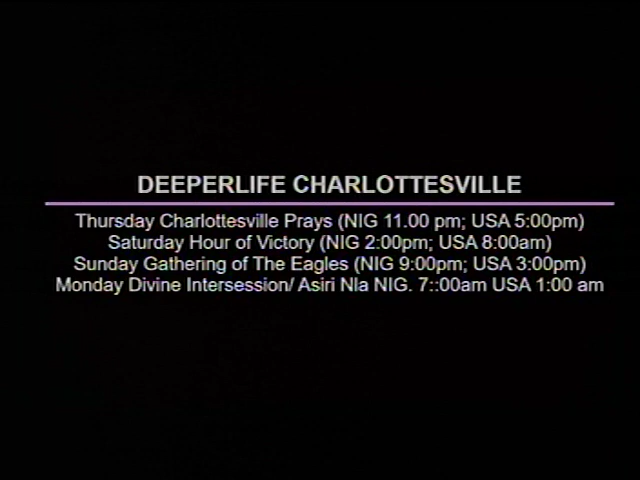 DEEPERLIFE CHARLOTTESVILLE
Thursday Charlottesville Prays (NIG 11.00 pm; USA 5:00pm)
Saturday Hour of Victory (NIG 2:00pm; USA 8:00am)
Sunday Gathering of The Eagles (NIG 9:00pm; USA 3:00pm)
Monday Divine Intersession/ Asiri Nla NIG. 7::00am USA 1:00 am